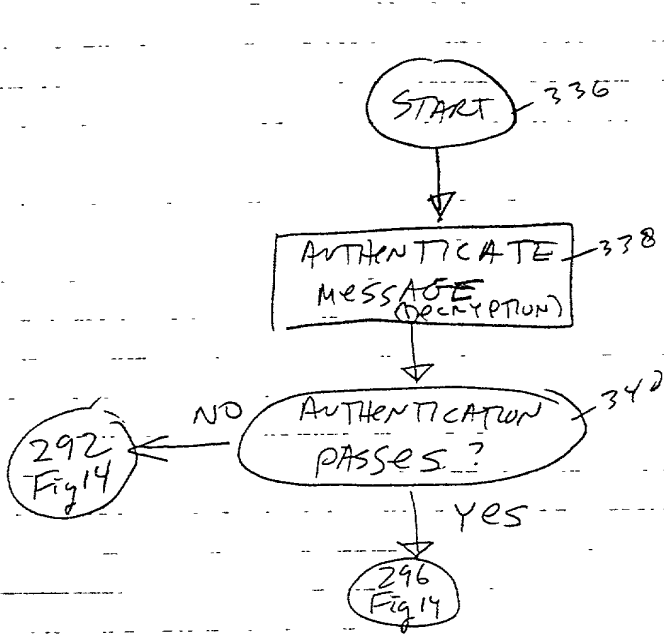 START 336
AUTHENTICATE 338
MESSAGE
(DECRYPTION)
AUTHENTICATION 340
PASSES ?
NO
292
Fig 14
Yes
296
Fig 14